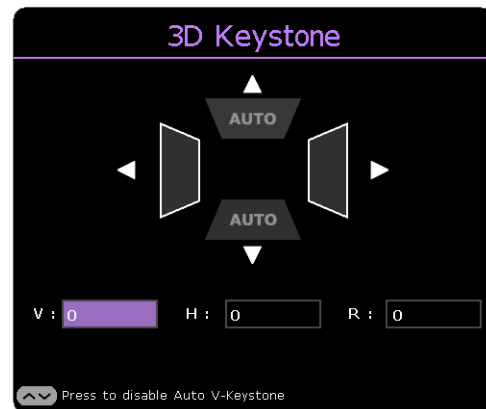 3D Keystone
AUTO
AUTO
V : 0 H : 0 R : 0
Press to disable Auto V-Keystone